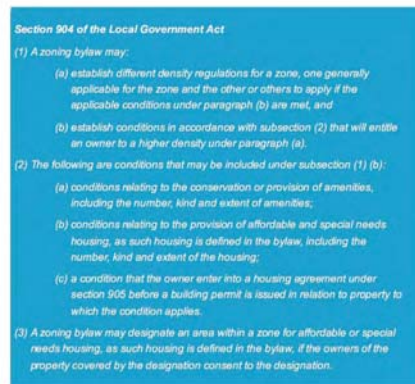 Section 904 of the Local Government Act
(1) A zoning bylaw may:
(a) establish different density regulations for a zone, one generally
applicable for the zone and the other or others to apply if the
applicable conditions under paragraph (b) are met, and
(b) establish conditions in accordance with subsection (2) that will entitle
an owner to a higher density under paragraph (a).
(2) The following are conditions that may be included under subsection (1) (b):
(a) conditions relating to the conservation or provision of amenities,
including the number, kind and extent of amenities;
(b) conditions relating to the provision of affordable and special needs
housing, as such housing is defined in the bylaw, including the
number, kind and extent of the housing;
(c) a condition that the owner enter into a housing agreement under
section 905 before a building permit is issued in relation to property to
which the condition applies.
(3) A zoning bylaw may designate an area within a zone for affordable or special
needs housing, as such housing is defined in the bylaw, if the owners of the
property covered by the designation consent to the designation.